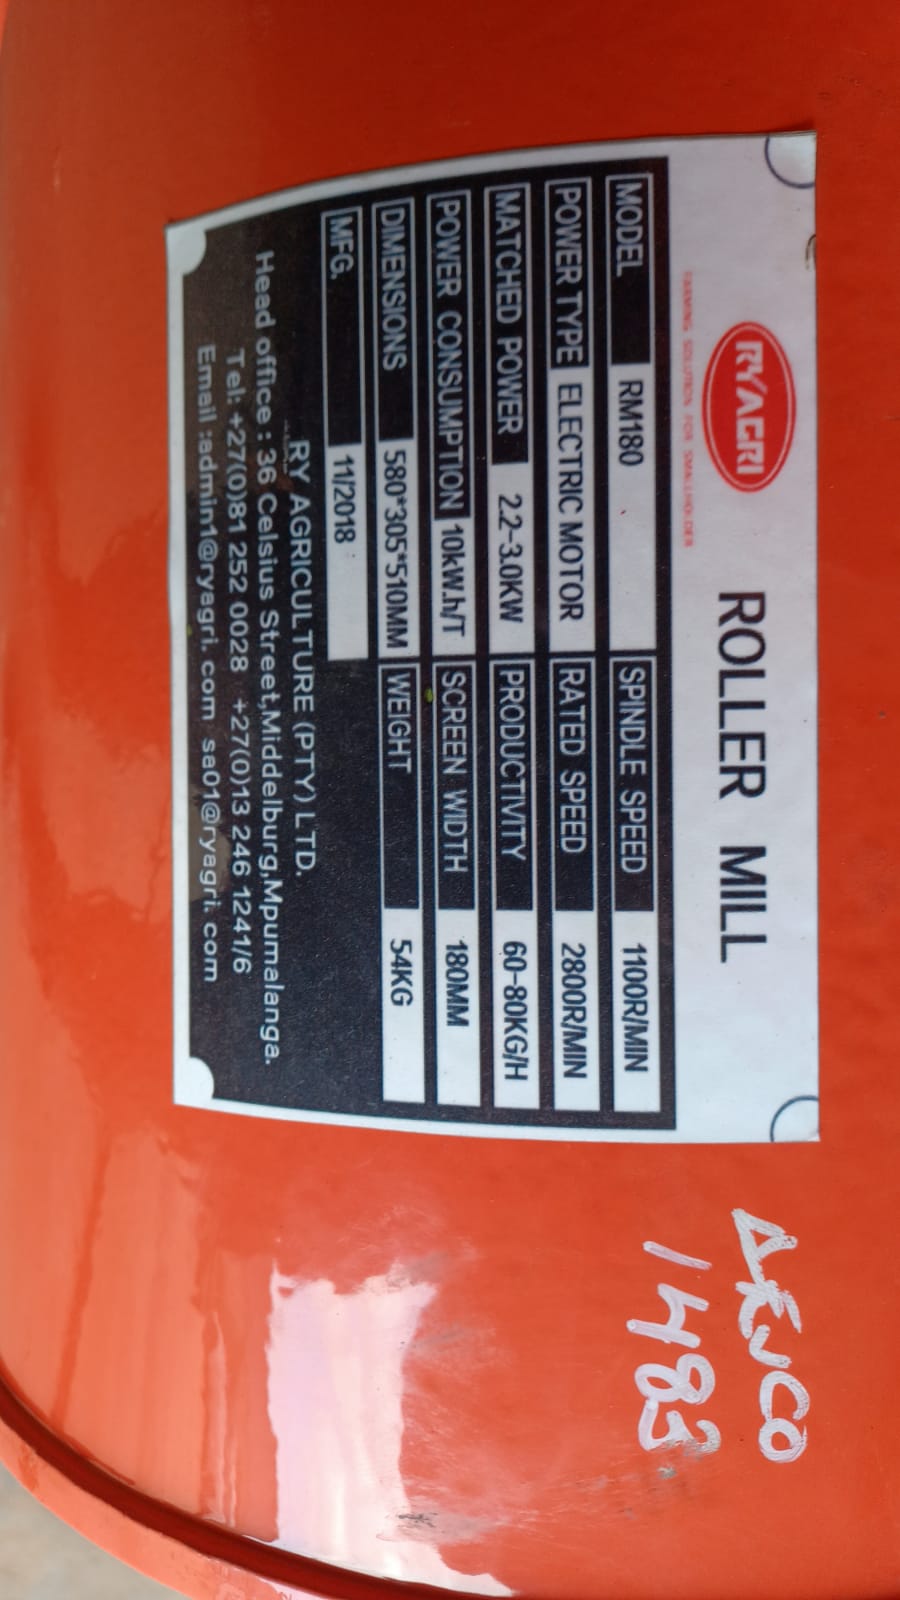 RYAGRI
FARMING SOLUTION FOR SMALLHOLDER
ROLLER MILL
MODEL RM180 SPINDLE SPEED 1100R/MIN
POWER TYPE ELECTRIC MOTOR RATED SPEED 2800R/MIN
MATCHED POWER 2.2-3.0KW PRODUCTIVITY 60-80KG/H
POWER CONSUMPTION 10kW.h/T SCREEN WIDTH 180MM
DIMENSIONS 580*305*510MM WEIGHT 54KG
MFG. 11/2018
RY AGRICULTURE (PTY) LTD.
Head office : 36 Celsius Street,Middelburg,Mpumalanga.
Tel: +27(0)81 252 0028 +27(0)13 246 1241/6
Email :admin1@ryagri. com sa01@ryagri. com
1483